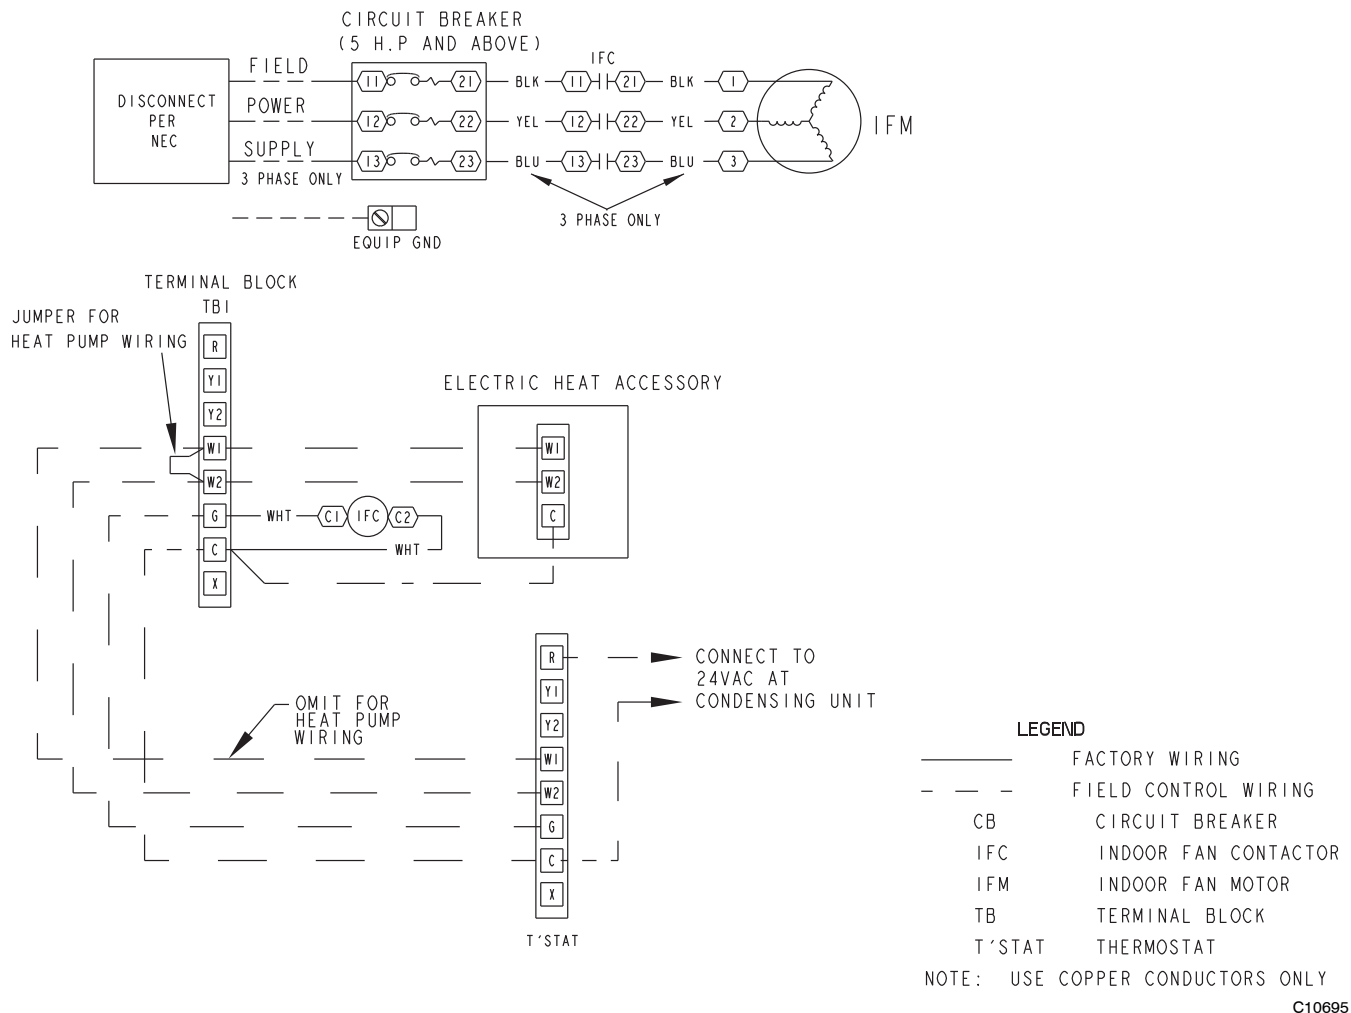 CIRCUIT BREAKER
(5 H.P AND ABOVE)
IFC
FIELD
11 21 BLK 11 21 BLK 1
DISCONNECT
PER
NEC
POWER
12 22 YEL 12 22 YEL 2
IFM
SUPPLY
13 23 BLU 13 23 BLU 3
3 PHASE ONLY
3 PHASE ONLY
EQUIP GND
TERMINAL BLOCK
TB1
JUMPER FOR
HEAT PUMP WIRING
R
Y1
Y2
W1
W2
G
C
X
WHT C1 IFC C2
WHT
ELECTRIC HEAT ACCESSORY
W1
W2
C
R
Y1
Y2
W1
W2
G
C
X
T'STAT
CONNECT TO
24VAC AT
CONDENSING UNIT
OMIT FOR
HEAT PUMP
WIRING
LEGEND
FACTORY WIRING
FIELD CONTROL WIRING
CB CIRCUIT BREAKER
IFC INDOOR FAN CONTACTOR
IFM INDOOR FAN MOTOR
TB TERMINAL BLOCK
T'STAT THERMOSTAT
NOTE: USE COPPER CONDUCTORS ONLY
C10695